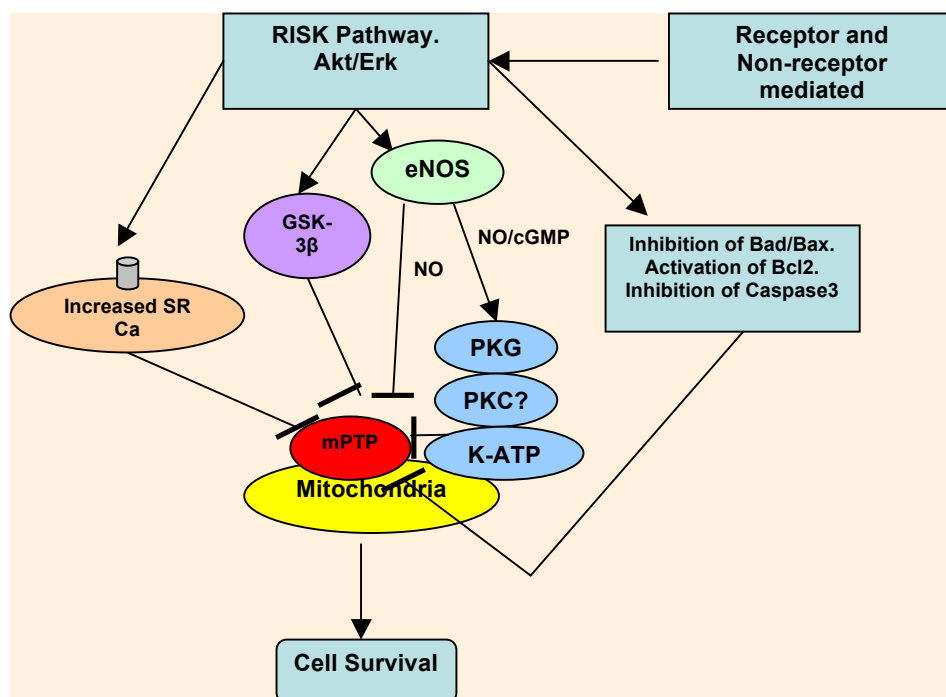 RISK Pathway.
Akt/Erk
Receptor and
Non-receptor
mediated
eNOS
GSK-
3β
NO/cGMP
NO
Inhibition of Bad/Bax.
Activation of Bcl2.
Inhibition of Caspase3
Increased SR
Ca
PKG
PKC?
mPTP
K-ATP
Mitochondria
Cell Survival